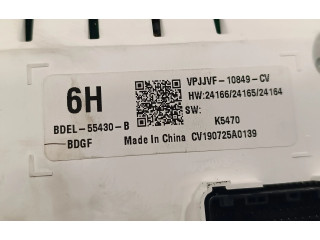 6H
VPJJVF-10849-CV
HW:24166/24165/24164
SW:
K5470
BDEL-55430-B
BDGF
Made In China CV190725A0139